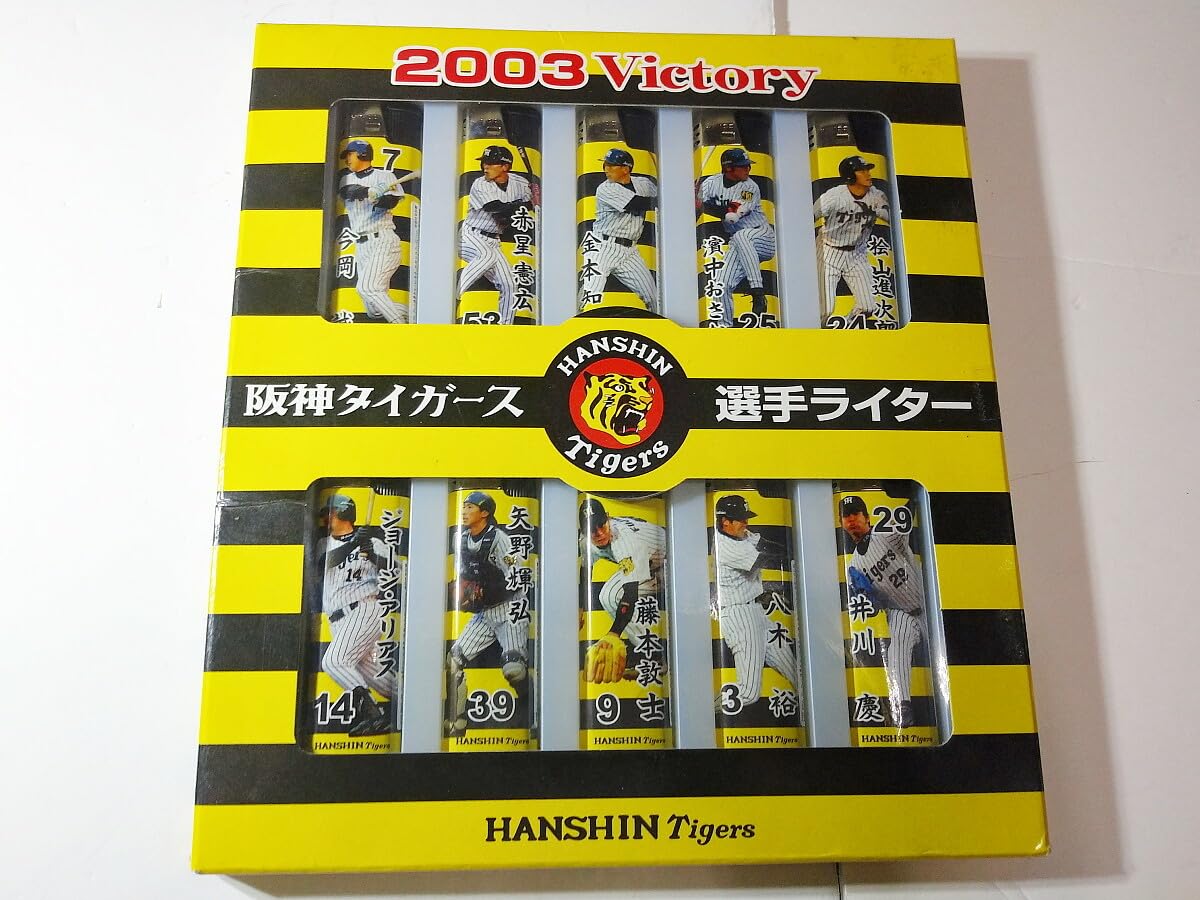 2003 Victory
7
今岡
赤星憲広
53
金本知
濱中おさ
25
桧山進次郎
24
HANSHIN
Tigers
阪神タイガース
選手ライター
ジョージ・アリアス
14
14
HANSHIN Tigers
矢野輝弘
39
HANSHIN Tigers
藤本敦士
9
HANSHIN Tigers
八木裕
3
HANSHIN Tigers
29
Tigers
29
井川慶
HANSHIN Tigers
HANSHIN Tigers